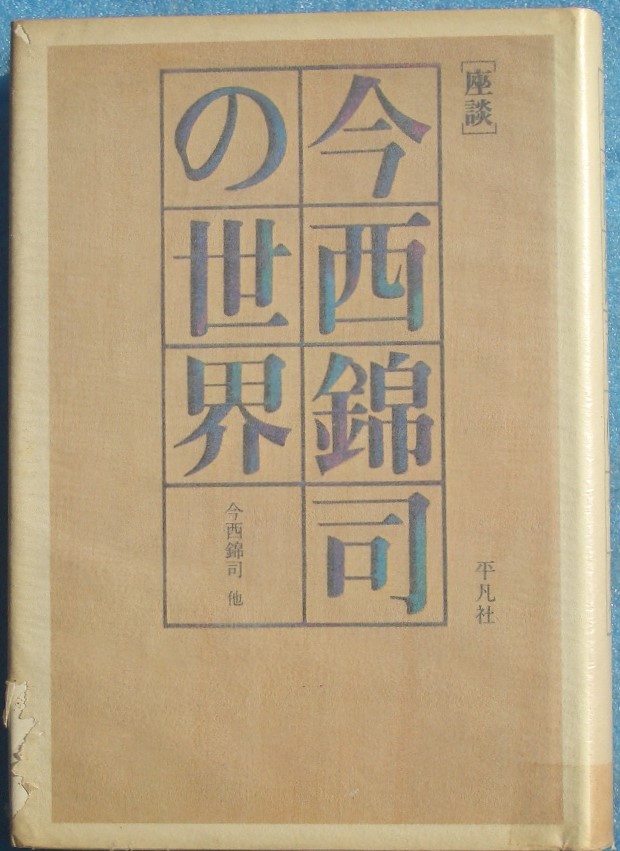 ［座談］
今西錦司
の世界
今西錦司 他
平凡社